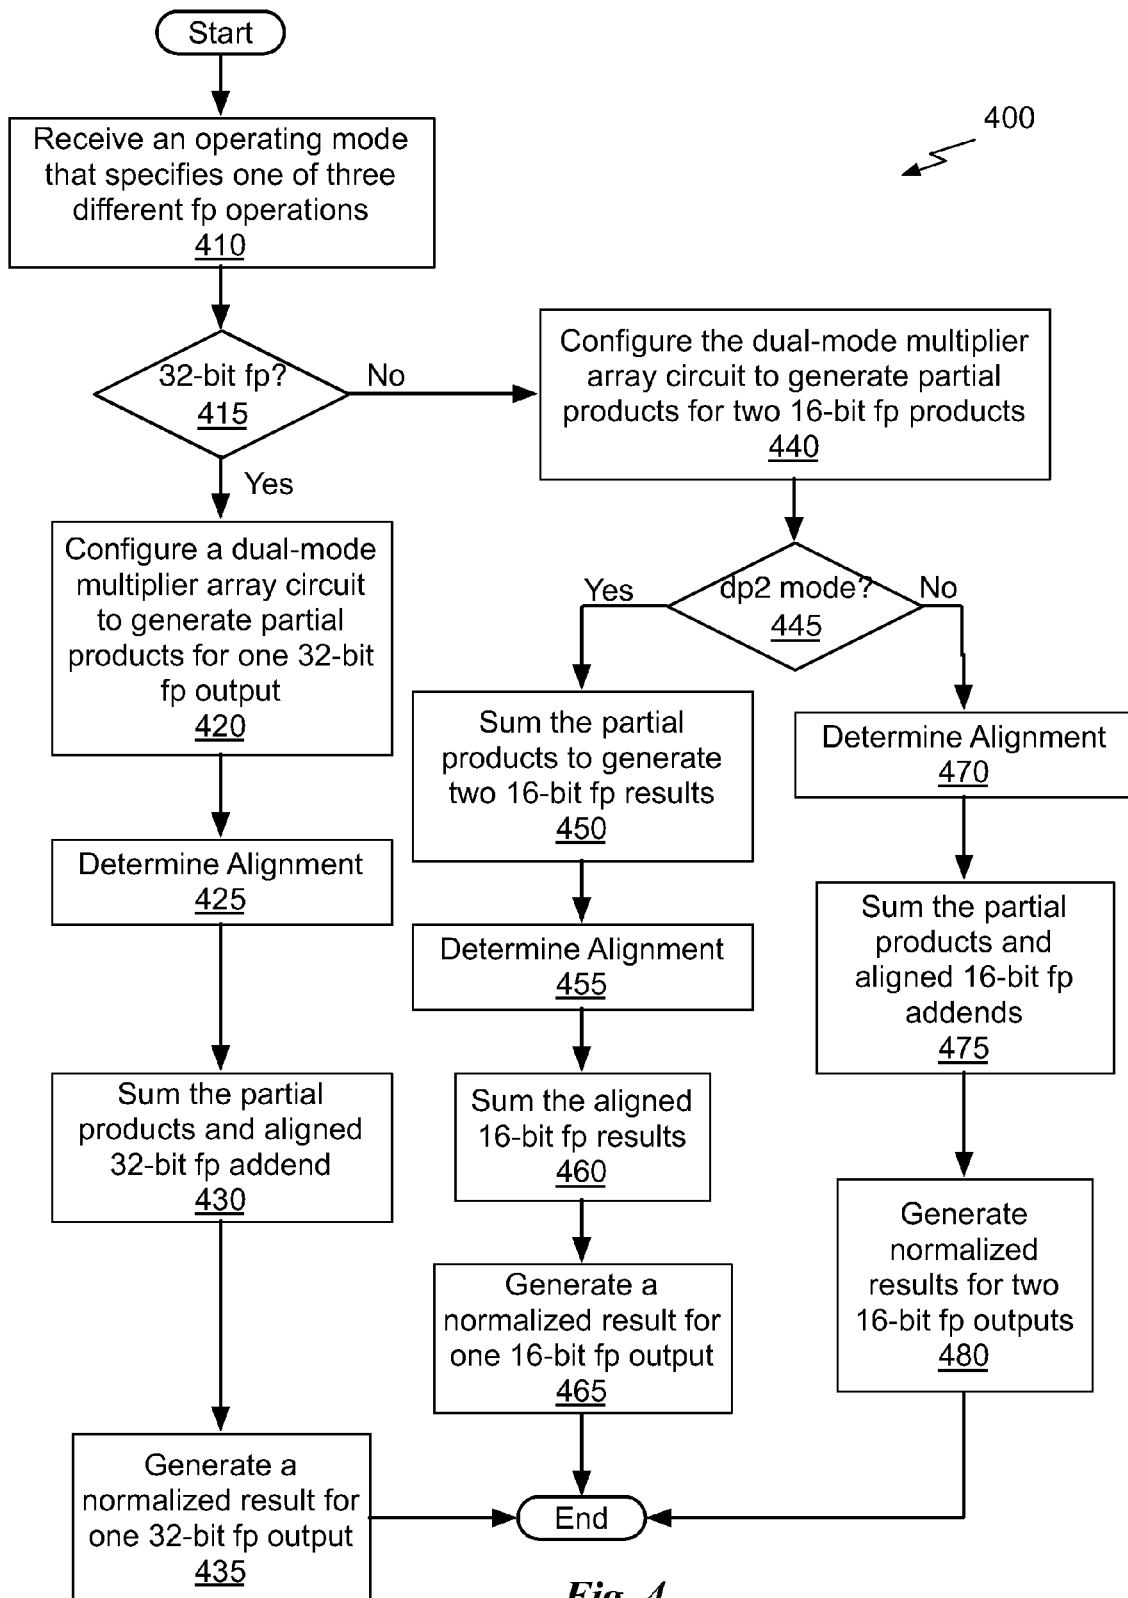 Start
Receive an operating mode
that specifies one of three
different fp operations
410
400
32-bit fp?
415
No
Yes
Configure the dual-mode multiplier
array circuit to generate partial
products for two 16-bit fp products
440
Configure a dual-mode
multiplier array circuit
to generate partial
products for one 32-bit
fp output
420
dp2 mode?
445
Yes
No
Sum the partial
products to generate
two 16-bit fp results
450
Determine Alignment
470
Determine Alignment
425
Determine Alignment
455
Sum the partial
products and
aligned 16-bit fp
addends
475
Sum the partial
products and aligned
32-bit fp addend
430
Sum the aligned
16-bit fp results
460
Generate
normalized
results for two
16-bit fp outputs
480
Generate a
normalized result for
one 16-bit fp output
465
Generate a
normalized result for
one 32-bit fp output
435
End
Fig. 4